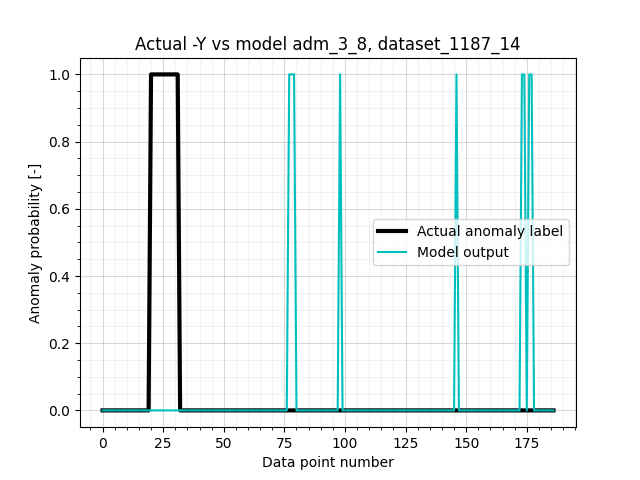 Actual -Y vs model adm_3_8, dataset_1187_14
1.0
0.8
0.6
0.4
0.2
0.0
Anomaly probability [-]
Actual anomaly label
Model output
0 25 50 75 100 125 150 175
Data point number